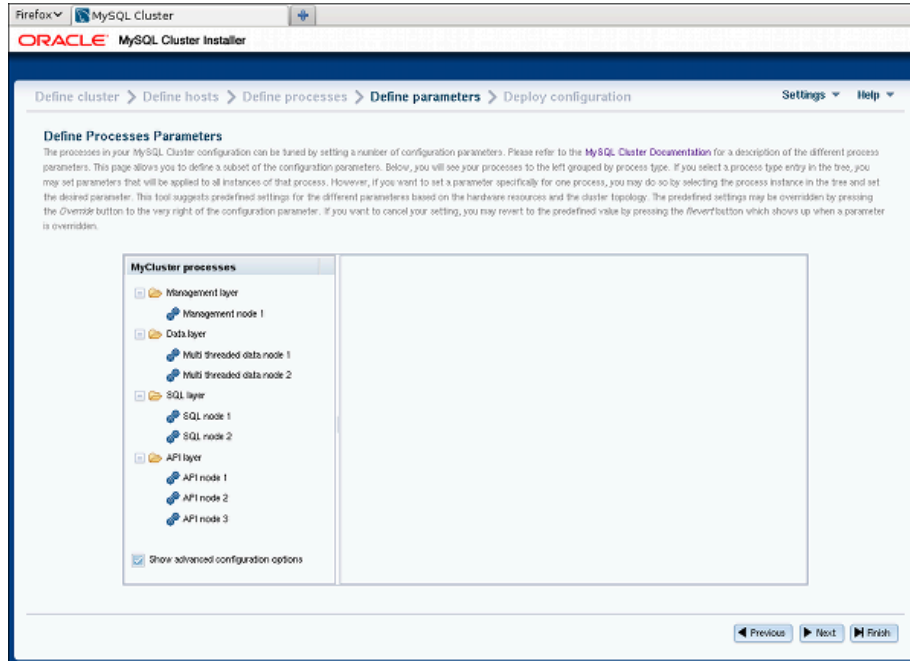 Firefox MySQL Cluster
ORACLE MySQL Cluster Installer
Define cluster Define hosts Define processes Define parameters Deploy configuration Settings Help
Define Processes Parameters
The processes in your MySQL Cluster configuration can be tuned by setting a number of configuration parameters. Please refer to the MySQL Cluster Documentation for a description of the different process
parameters. This page allows you to define a subset of the configuration parameters. Below, you will see your processes to the left grouped by process type. If you select a process type entry in the tree, you
may set parameters that will be applied to all instances of that process. However, if you want to set a parameter specifically for one process, you may do so by selecting the process instance in the tree and set
the desired parameter. This tool suggests predefined settings for the different parameteres based on the hardware resources and the cluster topology. The predefined settings may be overridden by pressing
the Override button to the very right of the configuration parameter. If you want to cancel your setting, you may revert to the predefined value by pressing the Revert button which shows up when a parameter
is overridden.
MyCluster processes
Management layer
Management node 1
Data layer
Multi threaded data node 1
Multi threaded data node 2
SQL layer
SQL node 1
SQL node 2
API layer
API node 1
API node 2
API node 3
Show advanced configuration options
Previous Next Finish